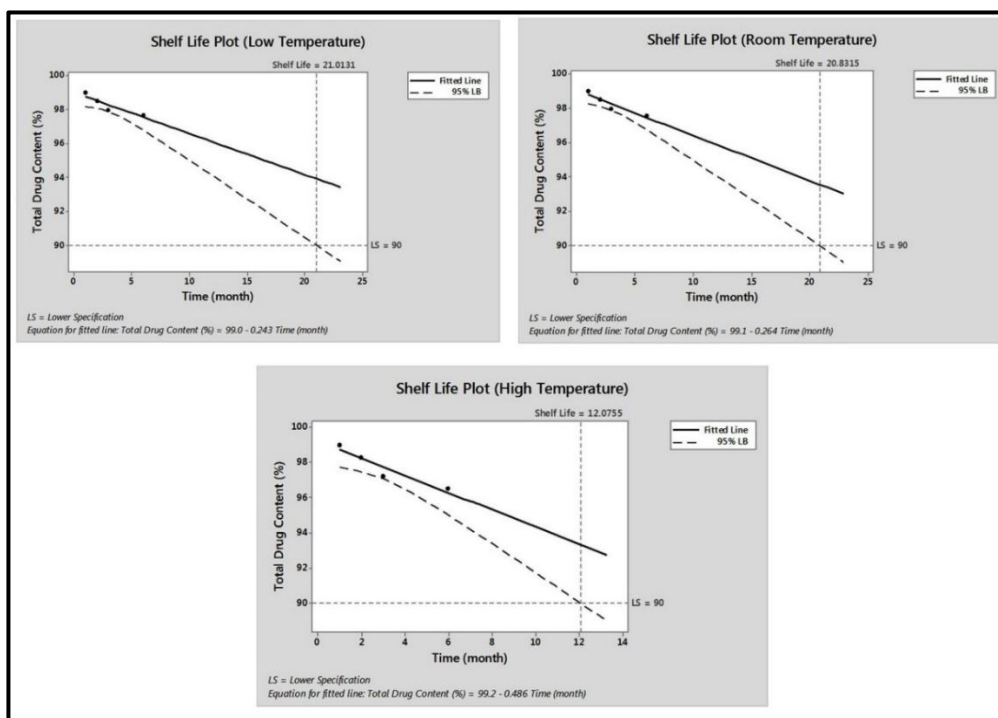 Shelf Life Plot (Low Temperature)
Shelf Life = 21.0131
100
98
96
94
92
90
Total Drug Content (%)
LS = 90
0 5 10 15 20 25
Time (month)
Fitted Line
95% LB
LS = Lower Specification
Equation for fitted line: Total Drug Content (%) = 99.0 - 0.243 Time (month)
Shelf Life Plot (Room Temperature)
Shelf Life = 20.8315
100
98
96
94
92
90
Total Drug Content (%)
LS = 90
0 5 10 15 20 25
Time (month)
Fitted Line
95% LB
LS = Lower Specification
Equation for fitted line: Total Drug Content (%) = 99.1 - 0.264 Time (month)
Shelf Life Plot (High Temperature)
Shelf Life = 12.0755
100
98
96
94
92
90
Total Drug Content (%)
LS = 90
0 2 4 6 8 10 12 14
Time (month)
Fitted Line
95% LB
LS = Lower Specification
Equation for fitted line: Total Drug Content (%) = 99.2 - 0.486 Time (month)